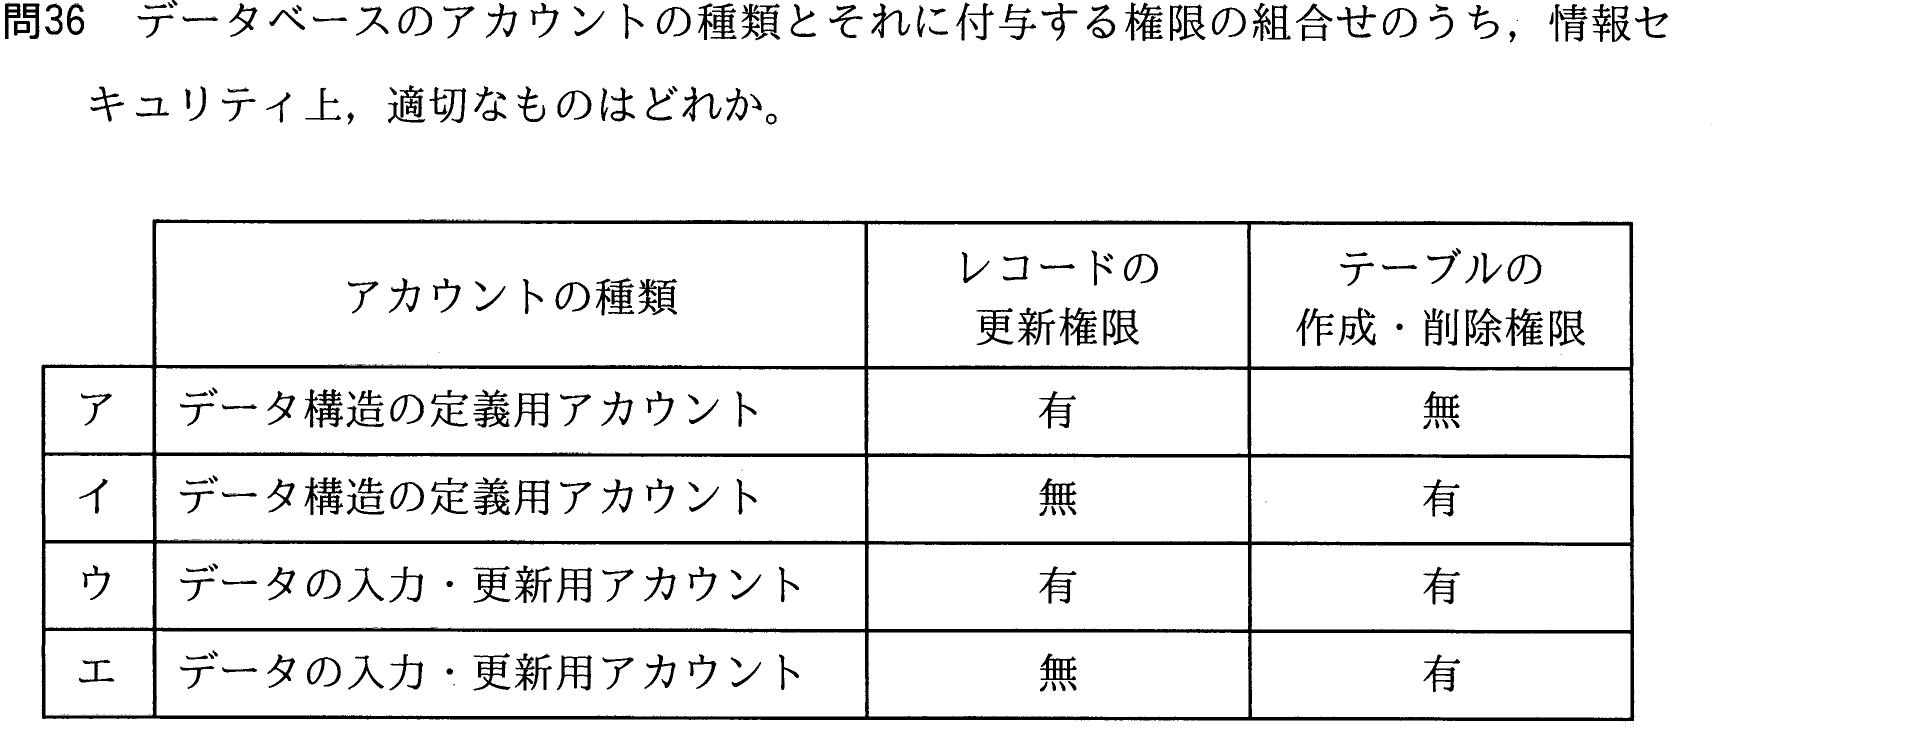 問36 データベースのアカウントの種類とそれに付与する権限の組合せのうち，情報セ
キュリティ上，適切なものはどれか。
アカウントの種類 レコードの更新権限 テーブルの作成・削除権限
ア データ構造の定義用アカウント 有 無
イ データ構造の定義用アカウント 無 有
ウ データの入力・更新用アカウント 有 有
エ データの入力・更新用アカウント 無 有